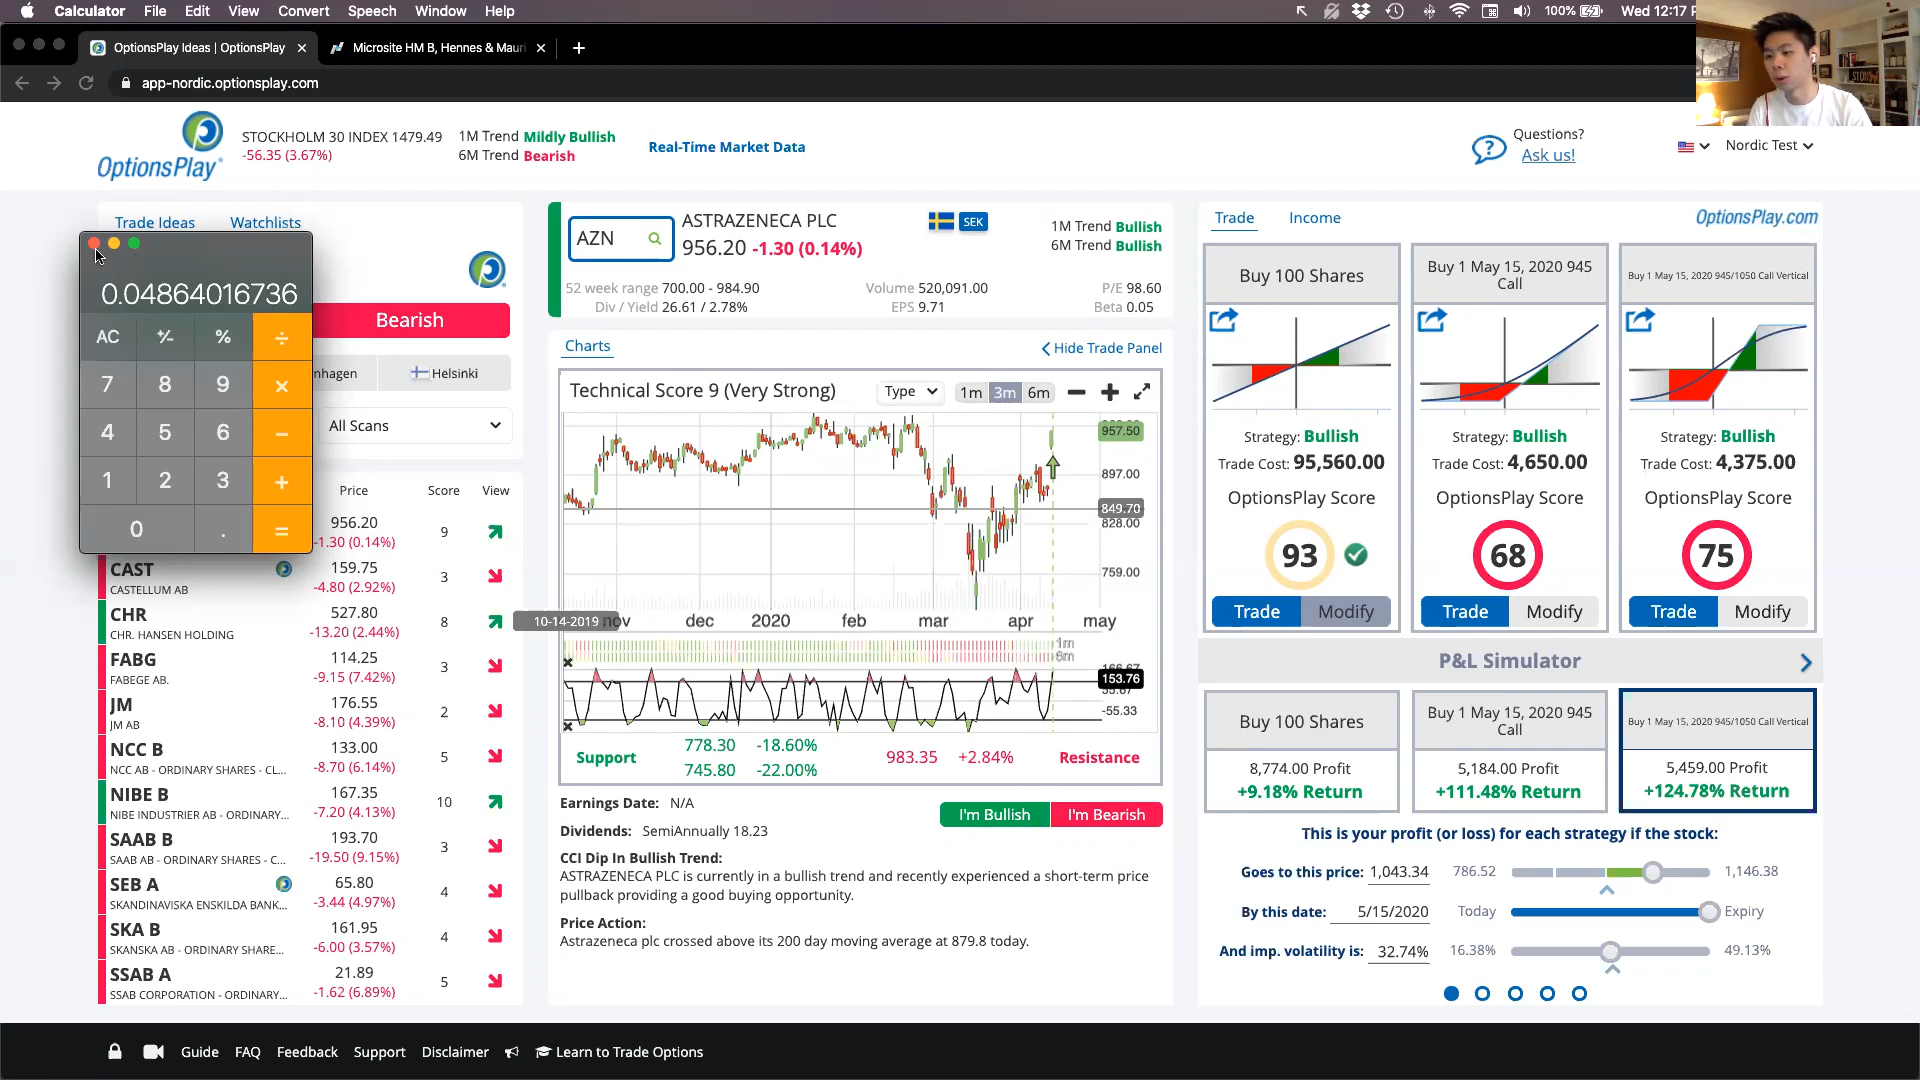 Calculator File Edit View Convert Speech Window Help
100% Wed 12:17 P
OptionsPlay Ideas | OptionsPlay
Microsite HM B, Hennes & Mauri
app-nordic.optionsplay.com
OptionsPlay
STOCKHOLM 30 INDEX 1479.49
-56.35 (3.67%)
1M Trend Mildly Bullish
6M Trend Bearish
Real-Time Market Data
Questions?
Ask us!
Nordic Test
Trade Ideas Watchlists
0.04864016736
AC +⁄- % ÷
7 8 9 ×
4 5 6 −
1 2 3 +
0 . =
Bearish
nhagen Helsinki
All Scans
Price Score View
956.20 9
-1.30 (0.14%)
CAST 159.75 3
CASTELLUM AB -4.80 (2.92%)
CHR 527.80 8
CHR. HANSEN HOLDING -13.20 (2.44%)
FABG 114.25 3
FABEGE AB. -9.15 (7.42%)
JM 176.55 2
JM AB -8.10 (4.39%)
NCC B 133.00 5
NCC AB - ORDINARY SHARES - CL... -8.70 (6.14%)
NIBE B 167.35 10
NIBE INDUSTRIER AB - ORDINARY... -7.20 (4.13%)
SAAB B 193.70 3
SAAB AB - ORDINARY SHARES - C... -19.50 (9.15%)
SEB A 65.80 4
SKANDINAVISKA ENSKILDA BANK... -3.44 (4.97%)
SKA B 161.95 4
SKANSKA AB - ORDINARY SHARE... -6.00 (3.57%)
SSAB A 21.89 5
SSAB CORPORATION - ORDINARY... -1.62 (6.89%)
AZN
ASTRAZENECA PLC
956.20 -1.30 (0.14%)
SEK
1M Trend Bullish
6M Trend Bullish
52 week range 700.00 - 984.90 Volume 520,091.00 P/E 98.60
Div / Yield 26.61 / 2.78% EPS 9.71 Beta 0.05
Charts
Hide Trade Panel
Technical Score 9 (Very Strong)
Type 1m 3m 6m
957.50
897.00
849.70
828.00
759.00
10-14-2019
nov dec 2020 feb mar apr may
1m
6m
153.76
-55.33
Support 778.30 -18.60% 983.35 +2.84% Resistance
745.80 -22.00%
Earnings Date: N/A
I'm Bullish I'm Bearish
Dividends: SemiAnnually 18.23
CCI Dip In Bullish Trend:
ASTRAZENECA PLC is currently in a bullish trend and recently experienced a short-term price
pullback providing a good buying opportunity.
Price Action:
Astrazeneca plc crossed above its 200 day moving average at 879.8 today.
Trade Income
OptionsPlay.com
Buy 100 Shares
Strategy: Bullish
Trade Cost: 95,560.00
OptionsPlay Score
93
Trade Modify
Buy 1 May 15, 2020 945
Call
Strategy: Bullish
Trade Cost: 4,650.00
OptionsPlay Score
68
Trade Modify
Buy 1 May 15, 2020 945/1050 Call Vertical
Strategy: Bullish
Trade Cost: 4,375.00
OptionsPlay Score
75
Trade Modify
P&L Simulator
Buy 100 Shares
8,774.00 Profit
+9.18% Return
Buy 1 May 15, 2020 945
Call
5,184.00 Profit
+111.48% Return
Buy 1 May 15, 2020 945/1050 Call Vertical
5,459.00 Profit
+124.78% Return
This is your profit (or loss) for each strategy if the stock:
Goes to this price: 1,043.34 786.52 1,146.38
By this date: 5/15/2020 Today Expiry
And imp. volatility is: 32.74% 16.38% 49.13%
Guide FAQ Feedback Support Disclaimer Learn to Trade Options